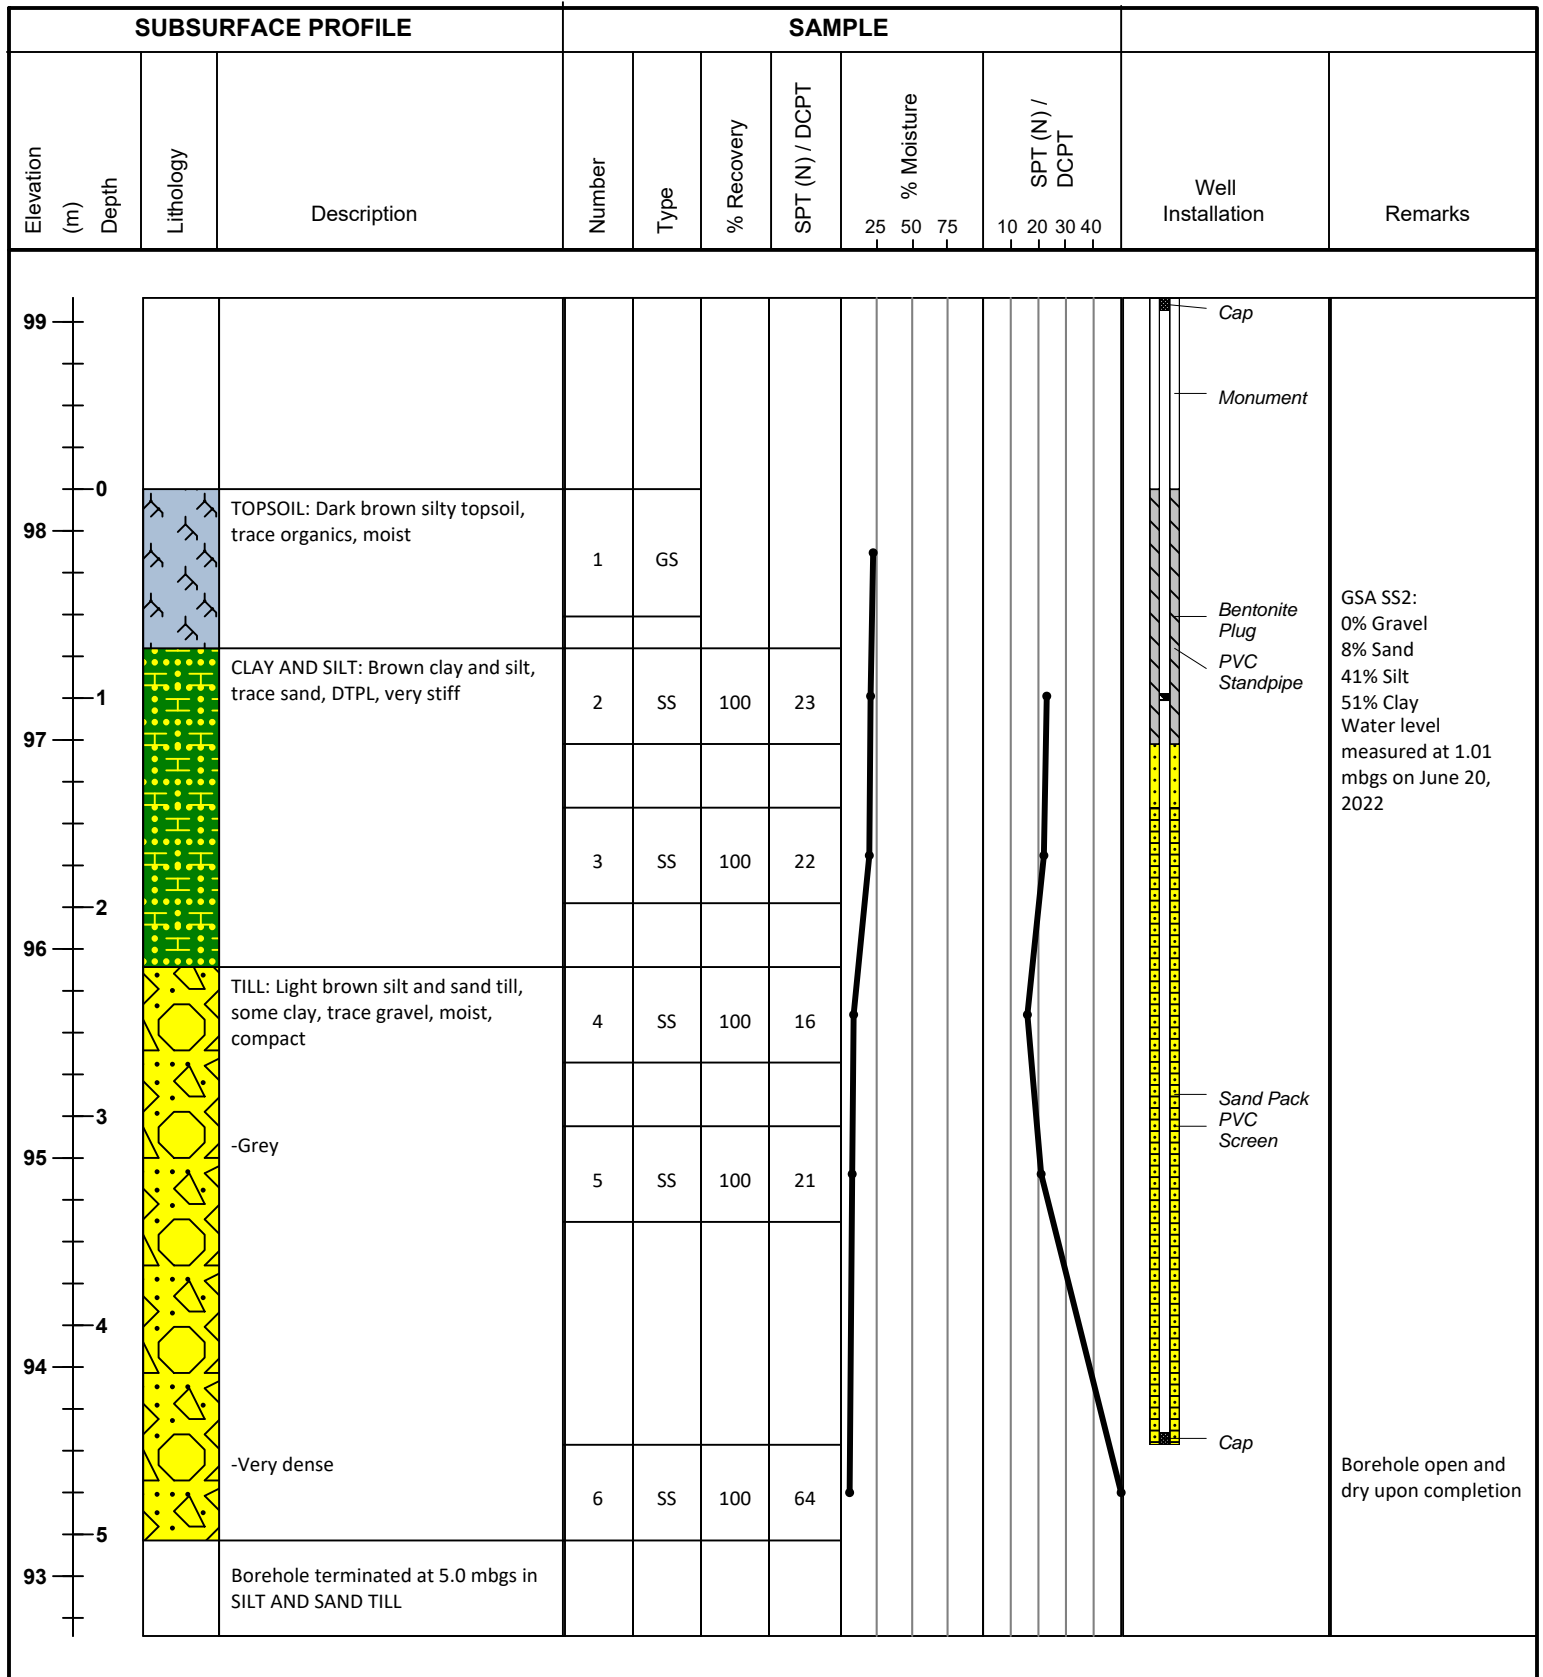 SUBSURFACE PROFILE
SAMPLE
Elevation
(m)
Depth
Lithology
Description
Number
Type
% Recovery
SPT (N) / DCPT
% Moisture
25 50 75
SPT (N) /
DCPT
10 20 30 40
Well
Installation
Remarks
99
Cap
Monument
0
TOPSOIL: Dark brown silty topsoil,
trace organics, moist
98
1 GS
Bentonite
Plug
PVC
Standpipe
GSA SS2:
0% Gravel
8% Sand
41% Silt
51% Clay
Water level
measured at 1.01
mbgs on June 20,
2022
CLAY AND SILT: Brown clay and silt,
trace sand, DTPL, very stiff
1
2 SS 100 23
97
3 SS 100 22
2
96
TILL: Light brown silt and sand till,
some clay, trace gravel, moist,
compact
4 SS 100 16
3
Sand Pack
PVC
Screen
-Grey
95
5 SS 100 21
4
94
Cap
-Very dense
6 SS 100 64
Borehole open and
dry upon completion
5
93
Borehole terminated at 5.0 mbgs in
SILT AND SAND TILL